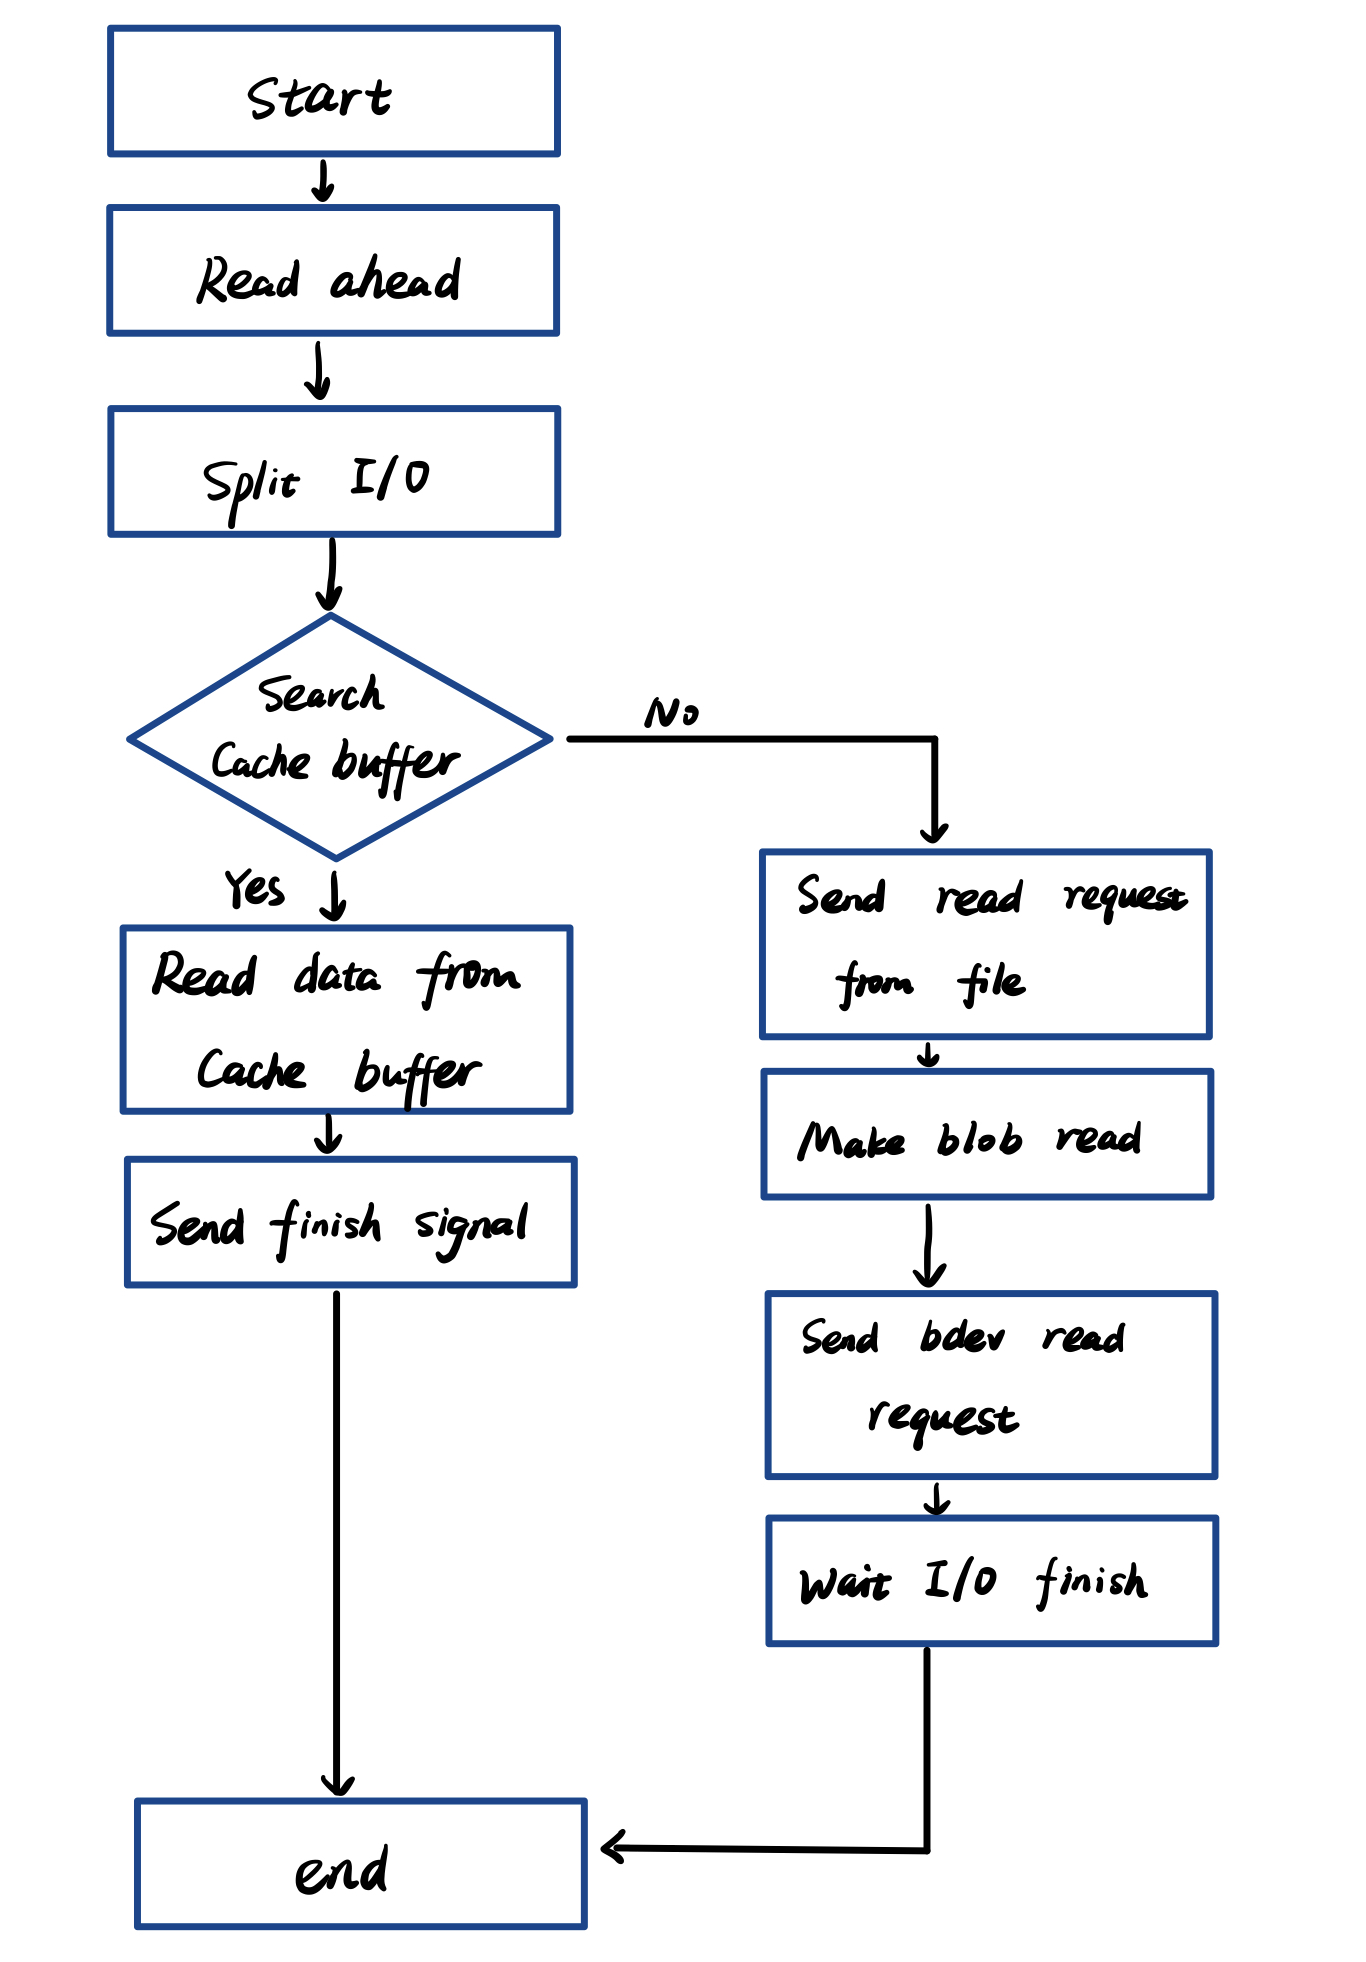 Start
Read ahead
Split I/O
Search
Cache buffer
No
Yes
Read data from
Cache buffer
Send finish signal
Send read request
from file
Make blob read
Send bdev read
request
Wait I/O finish
end